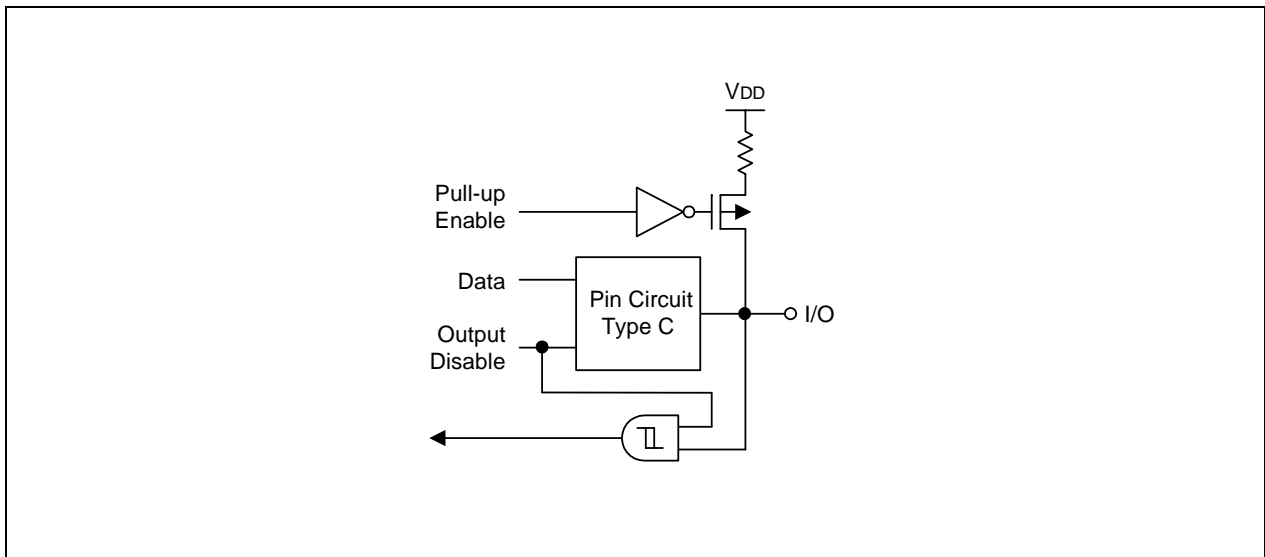 VDD
Pull-up
Enable
Data
Pin Circuit
Type C
I/O
Output
Disable